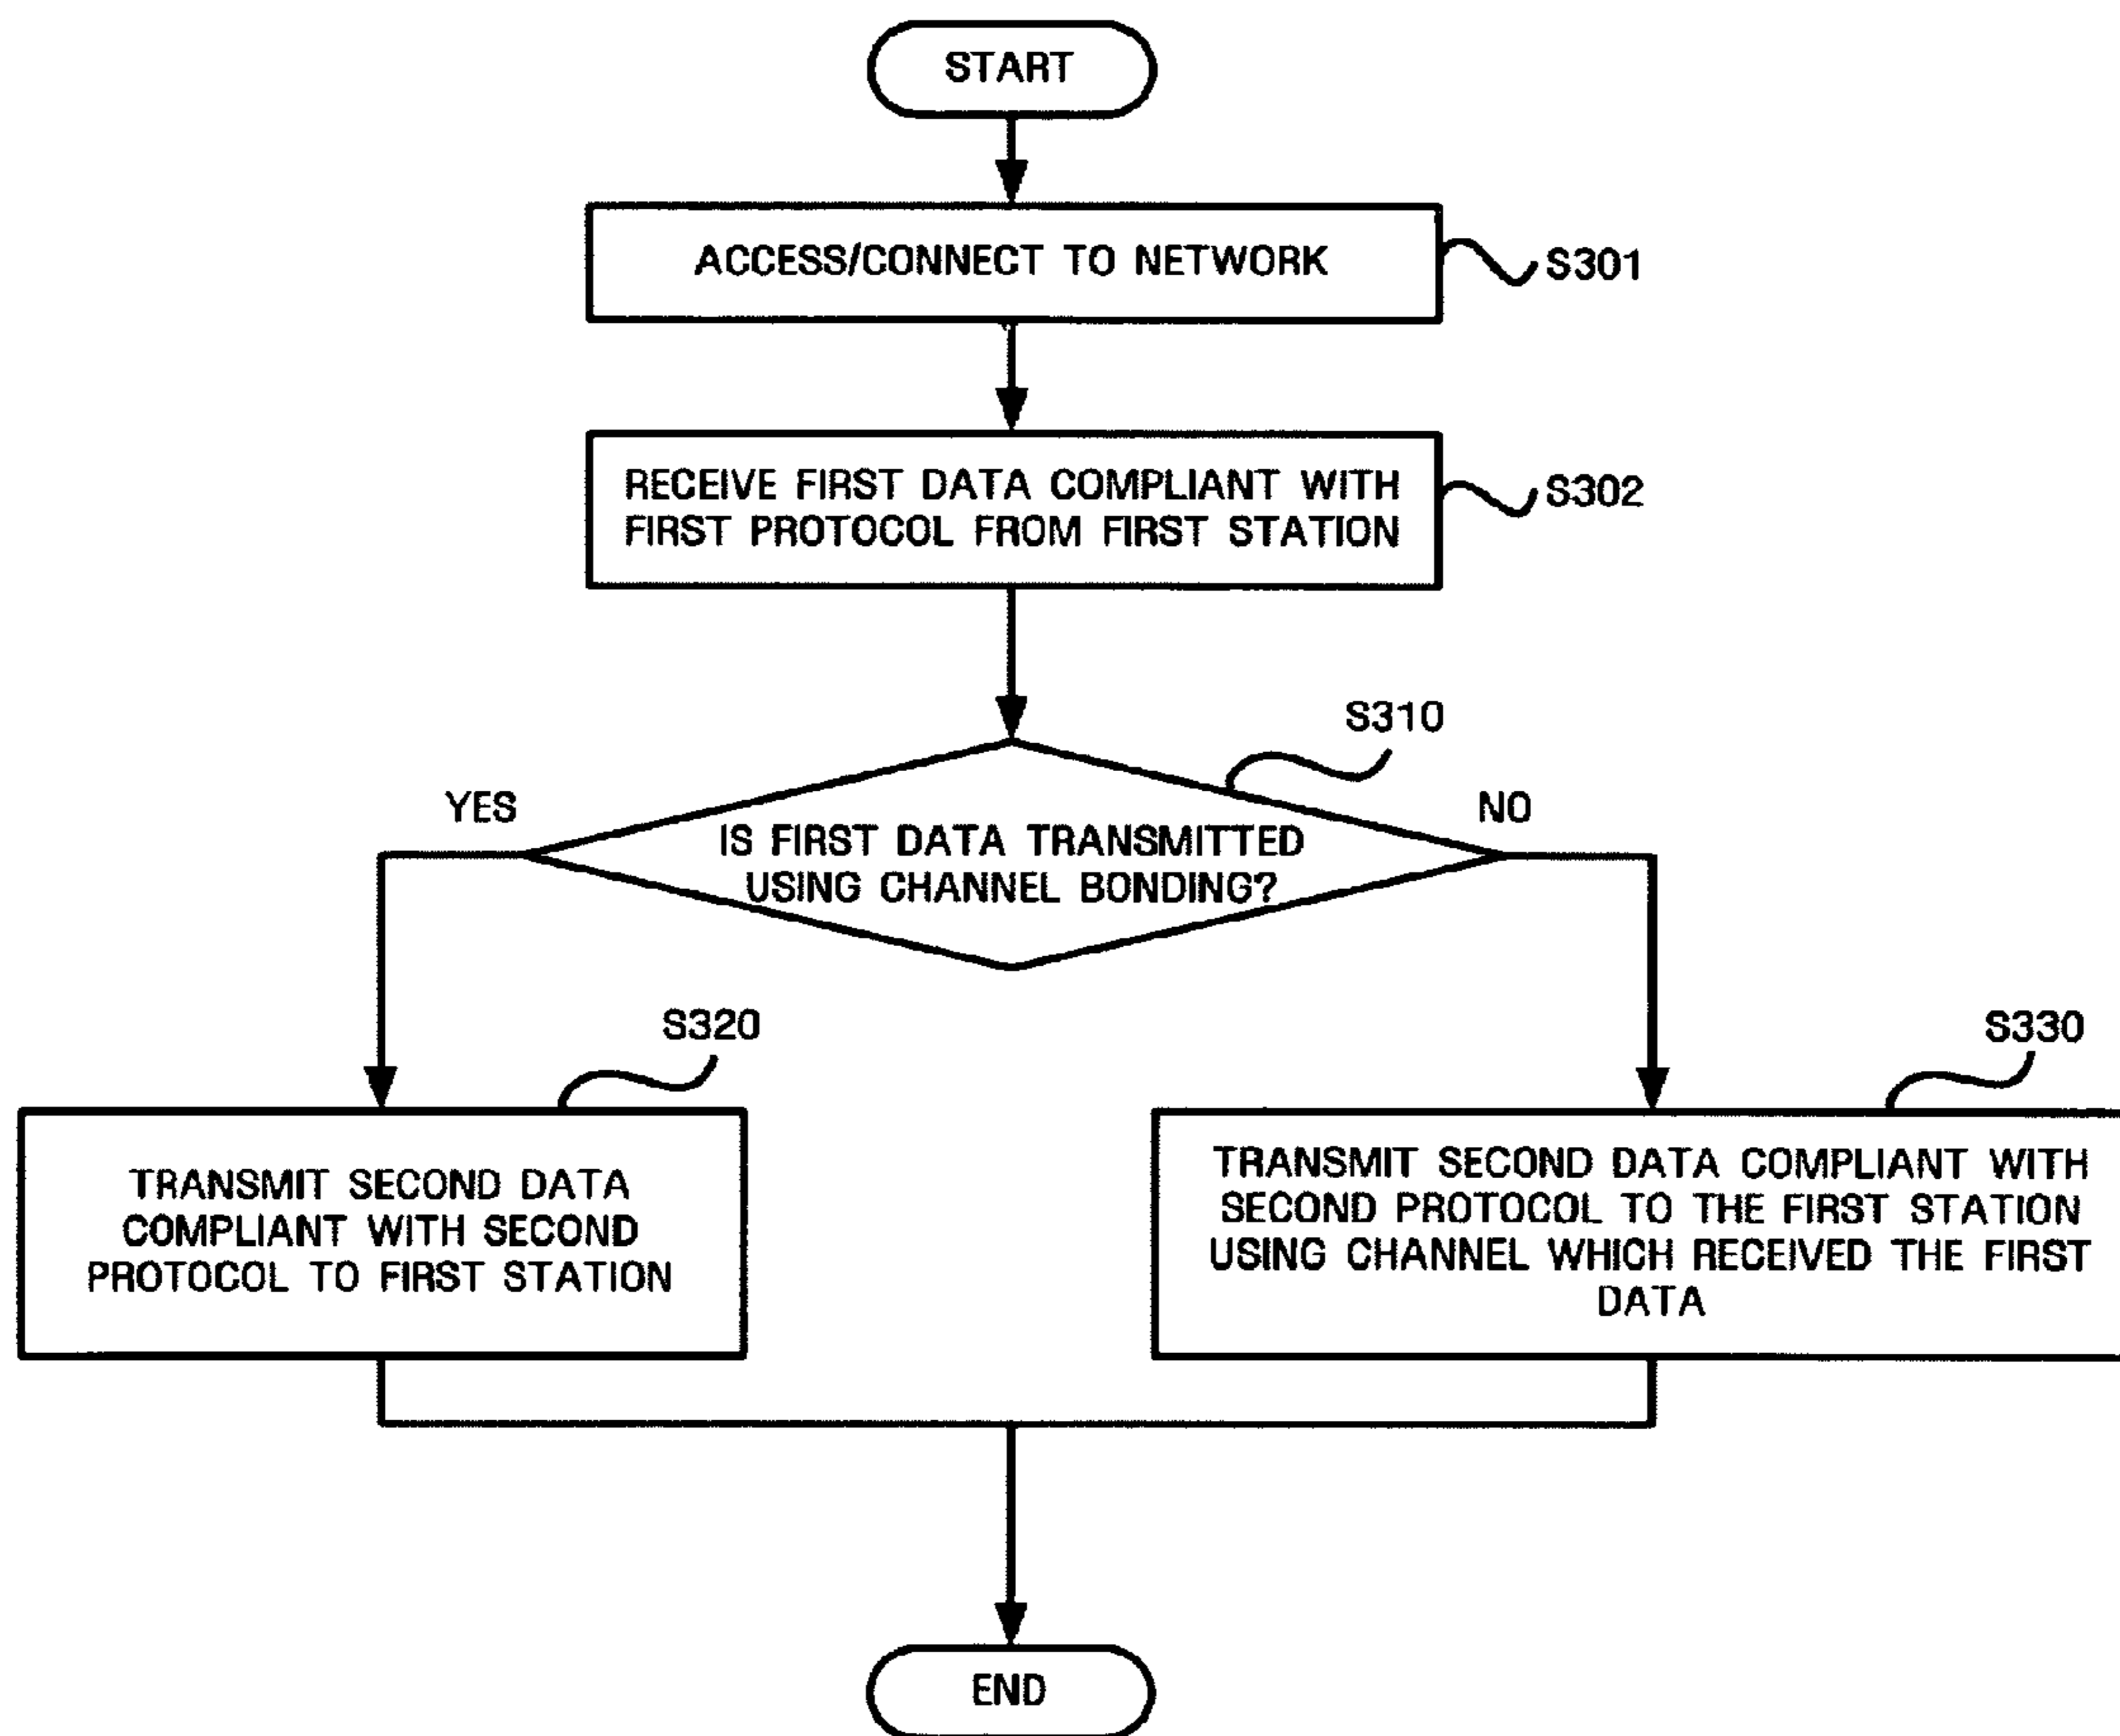 START
ACCESS/CONNECT TO NETWORK
S301
RECEIVE FIRST DATA COMPLIANT WITH
FIRST PROTOCOL FROM FIRST STATION
S302
S310
YES
NO
IS FIRST DATA TRANSMITTED
USING CHANNEL BONDING?
S320
S330
TRANSMIT SECOND DATA
COMPLIANT WITH SECOND
PROTOCOL TO FIRST STATION
TRANSMIT SECOND DATA COMPLIANT WITH
SECOND PROTOCOL TO THE FIRST STATION
USING CHANNEL WHICH RECEIVED THE FIRST
DATA
END